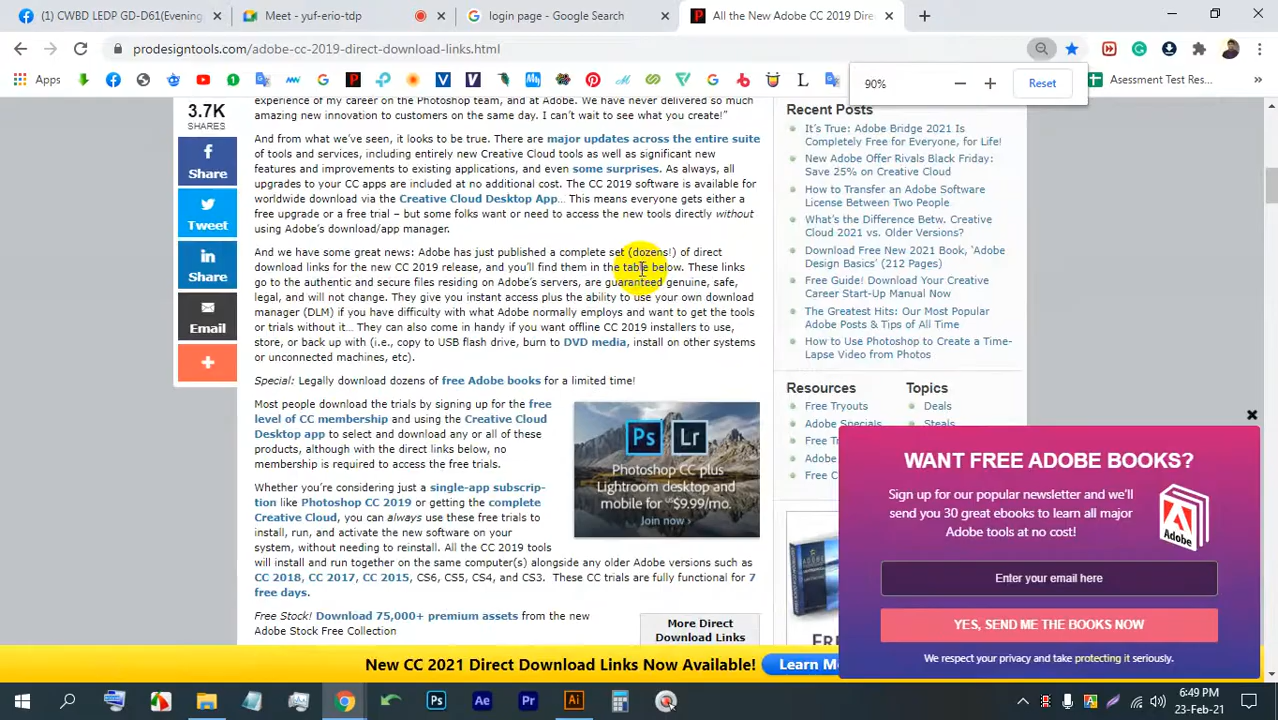 (1) CWBD LEDP GD-D61(Evening
Meet - yuf-erio-tdp
login page - Google Search
All the New Adobe CC 2019 Dire
prodesigntools.com/adobe-cc-2019-direct-download-links.html
Apps
Asessment Test Res...
90%
Reset
3.7K
SHARES
Share
Tweet
Share
Email
experience of my career on the Photoshop team, and at Adobe. We have never delivered so much
amazing new innovation to customers on the same day. I can't wait to see what you create!"
And from what we've seen, it looks to be true. There are major updates across the entire suite
of tools and services, including entirely new Creative Cloud tools as well as significant new
features and improvements to existing applications, and even some surprises. As always, all
upgrades to your CC apps are included at no additional cost. The CC 2019 software is available for
worldwide download via the Creative Cloud Desktop App... This means everyone gets either a
free upgrade or a free trial – but some folks want or need to access the new tools directly without
using Adobe's download/app manager.
And we have some great news: Adobe has just published a complete set (dozens!) of direct
download links for the new CC 2019 release, and you'll find them in the table below. These links
go to the authentic and secure files residing on Adobe's servers, are guaranteed genuine, safe,
legal, and will not change. They give you instant access plus the ability to use your own download
manager (DLM) if you have difficulty with what Adobe normally employs and want to get the tools
or trials without it... They can also come in handy if you want offline CC 2019 installers to use,
store, or back up with (i.e., copy to USB flash drive, burn to DVD media, install on other systems
or unconnected machines, etc).
Special: Legally download dozens of free Adobe books for a limited time!
Most people download the trials by signing up for the free
level of CC membership and using the Creative Cloud
Desktop app to select and download any or all of these
products, although with the direct links below, no
membership is required to access the free trials.
Whether you're considering just a single-app subscrip-
tion like Photoshop CC 2019 or getting the complete
Creative Cloud, you can always use these free trials to
install, run, and activate the new software on your
system, without needing to reinstall. All the CC 2019 tools
will install and run together on the same computer(s) alongside any older Adobe versions such as
CC 2018, CC 2017, CC 2015, CS6, CS5, CS4, and CS3. These CC trials are fully functional for 7
free days.
Free Stock! Download 75,000+ premium assets from the new
Adobe Stock Free Collection
More Direct
Download Links
Ps Lr
Photoshop CC plus
Lightroom desktop and
mobile for US$9.99/mo.
Join now ›
Recent Posts
It's True: Adobe Bridge 2021 Is
Completely Free for Everyone, for Life!
New Adobe Offer Rivals Black Friday:
Save 25% on Creative Cloud
How to Transfer an Adobe Software
License Between Two People
What's the Difference Betw. Creative
Cloud 2021 vs. Older Versions?
Download Free New 2021 Book, 'Adobe
Design Basics' (212 Pages)
Free Guide! Download Your Creative
Career Start-Up Manual Now
The Greatest Hits: Our Most Popular
Adobe Posts & Tips of All Time
How to Use Photoshop to Create a Time-
Lapse Video from Photos
Resources Topics
Free Tryouts Deals
Adobe Specials Steals
Free Tr
Adobe
Free C
WANT FREE ADOBE BOOKS?
Sign up for our popular newsletter and we'll
send you 30 great ebooks to learn all major
Adobe tools at no cost!
Adobe
Enter your email here
YES, SEND ME THE BOOKS NOW
We respect your privacy and take protecting it seriously.
New CC 2021 Direct Download Links Now Available!
Learn M
Ps Ae Pr Ai
6:49 PM
23-Feb-21